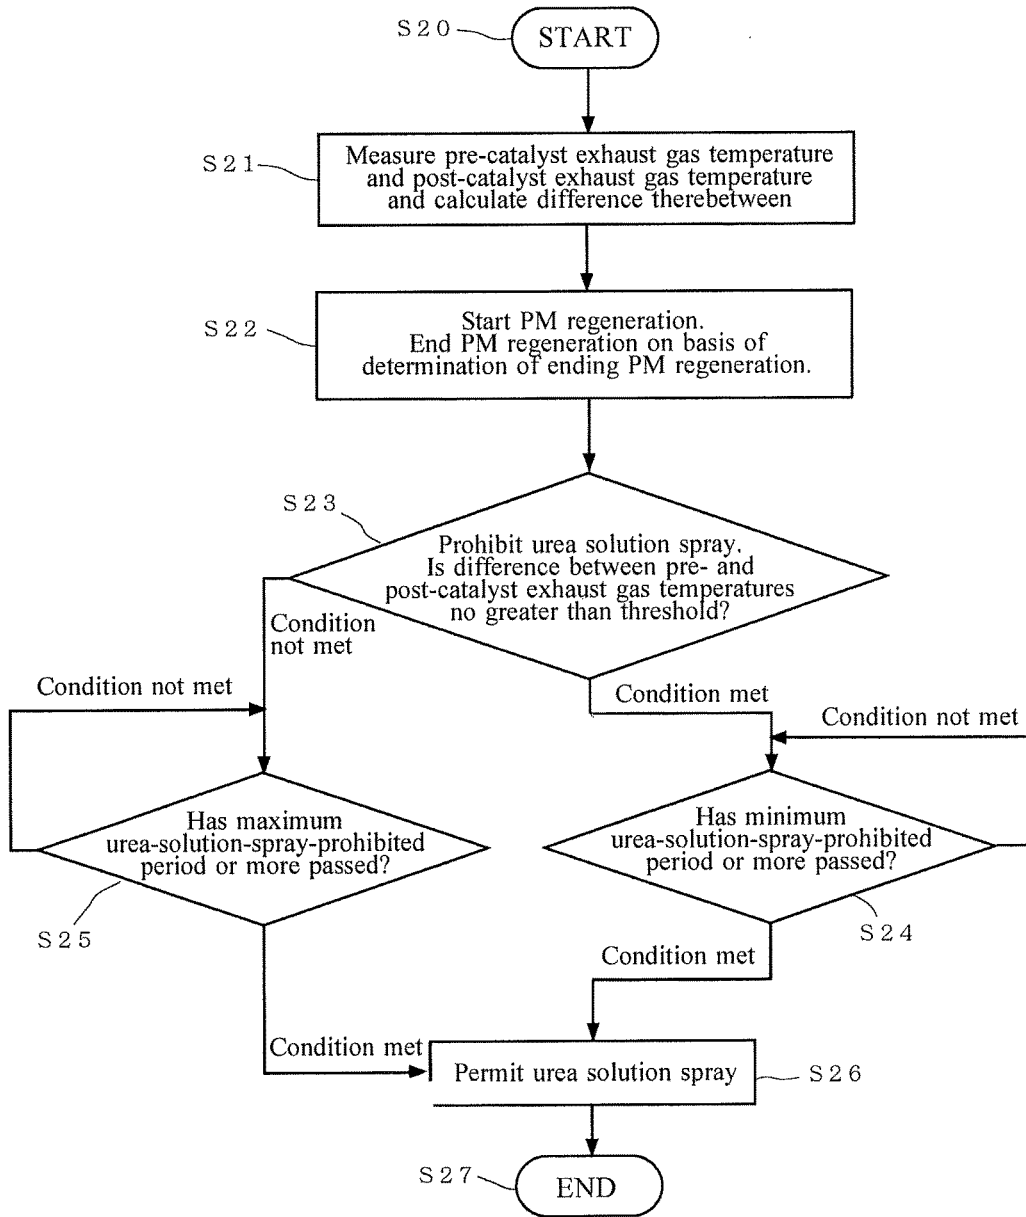 S20
START
S21
Measure pre-catalyst exhaust gas temperature
and post-catalyst exhaust gas temperature
and calculate difference therebetween
S22
Start PM regeneration.
End PM regeneration on basis of
determination of ending PM regeneration.
S23
Prohibit urea solution spray.
Is difference between pre- and
post-catalyst exhaust gas temperatures
no greater than threshold?
Condition
not met
Condition not met
Condition met
Condition not met
Has maximum
urea-solution-spray-prohibited
period or more passed?
S25
Has minimum
urea-solution-spray-prohibited
period or more passed?
S24
Condition met
Condition met
Permit urea solution spray
S26
S27
END